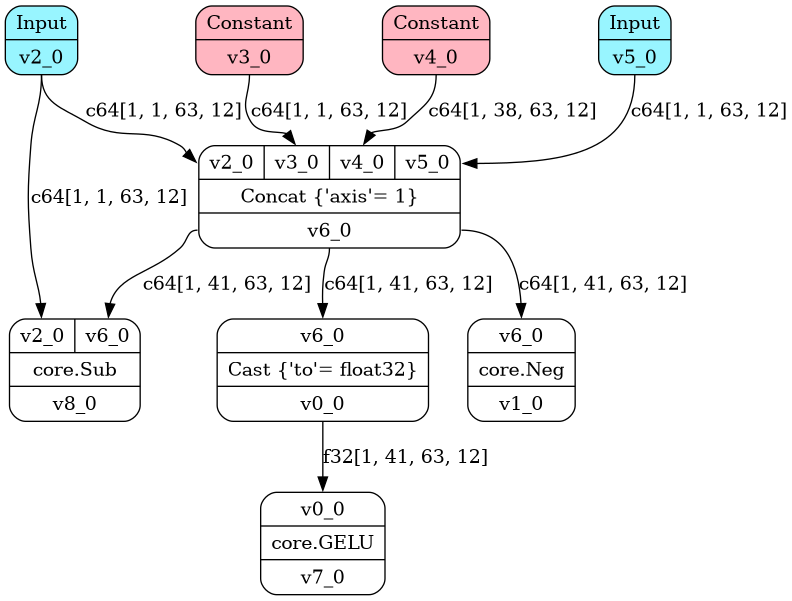 Input
v2_0
Constant
v3_0
Constant
v4_0
Input
v5_0
c64[1, 1, 63, 12]
c64[1, 1, 63, 12]
c64[1, 38, 63, 12]
c64[1, 1, 63, 12]
v2_0 v3_0 v4_0 v5_0
Concat {'axis'= 1}
v6_0
c64[1, 1, 63, 12]
c64[1, 41, 63, 12]
c64[1, 41, 63, 12]
c64[1, 41, 63, 12]
v2_0 v6_0
core.Sub
v8_0
v6_0
Cast {'to'= float32}
v0_0
v6_0
core.Neg
v1_0
f32[1, 41, 63, 12]
v0_0
core.GELU
v7_0